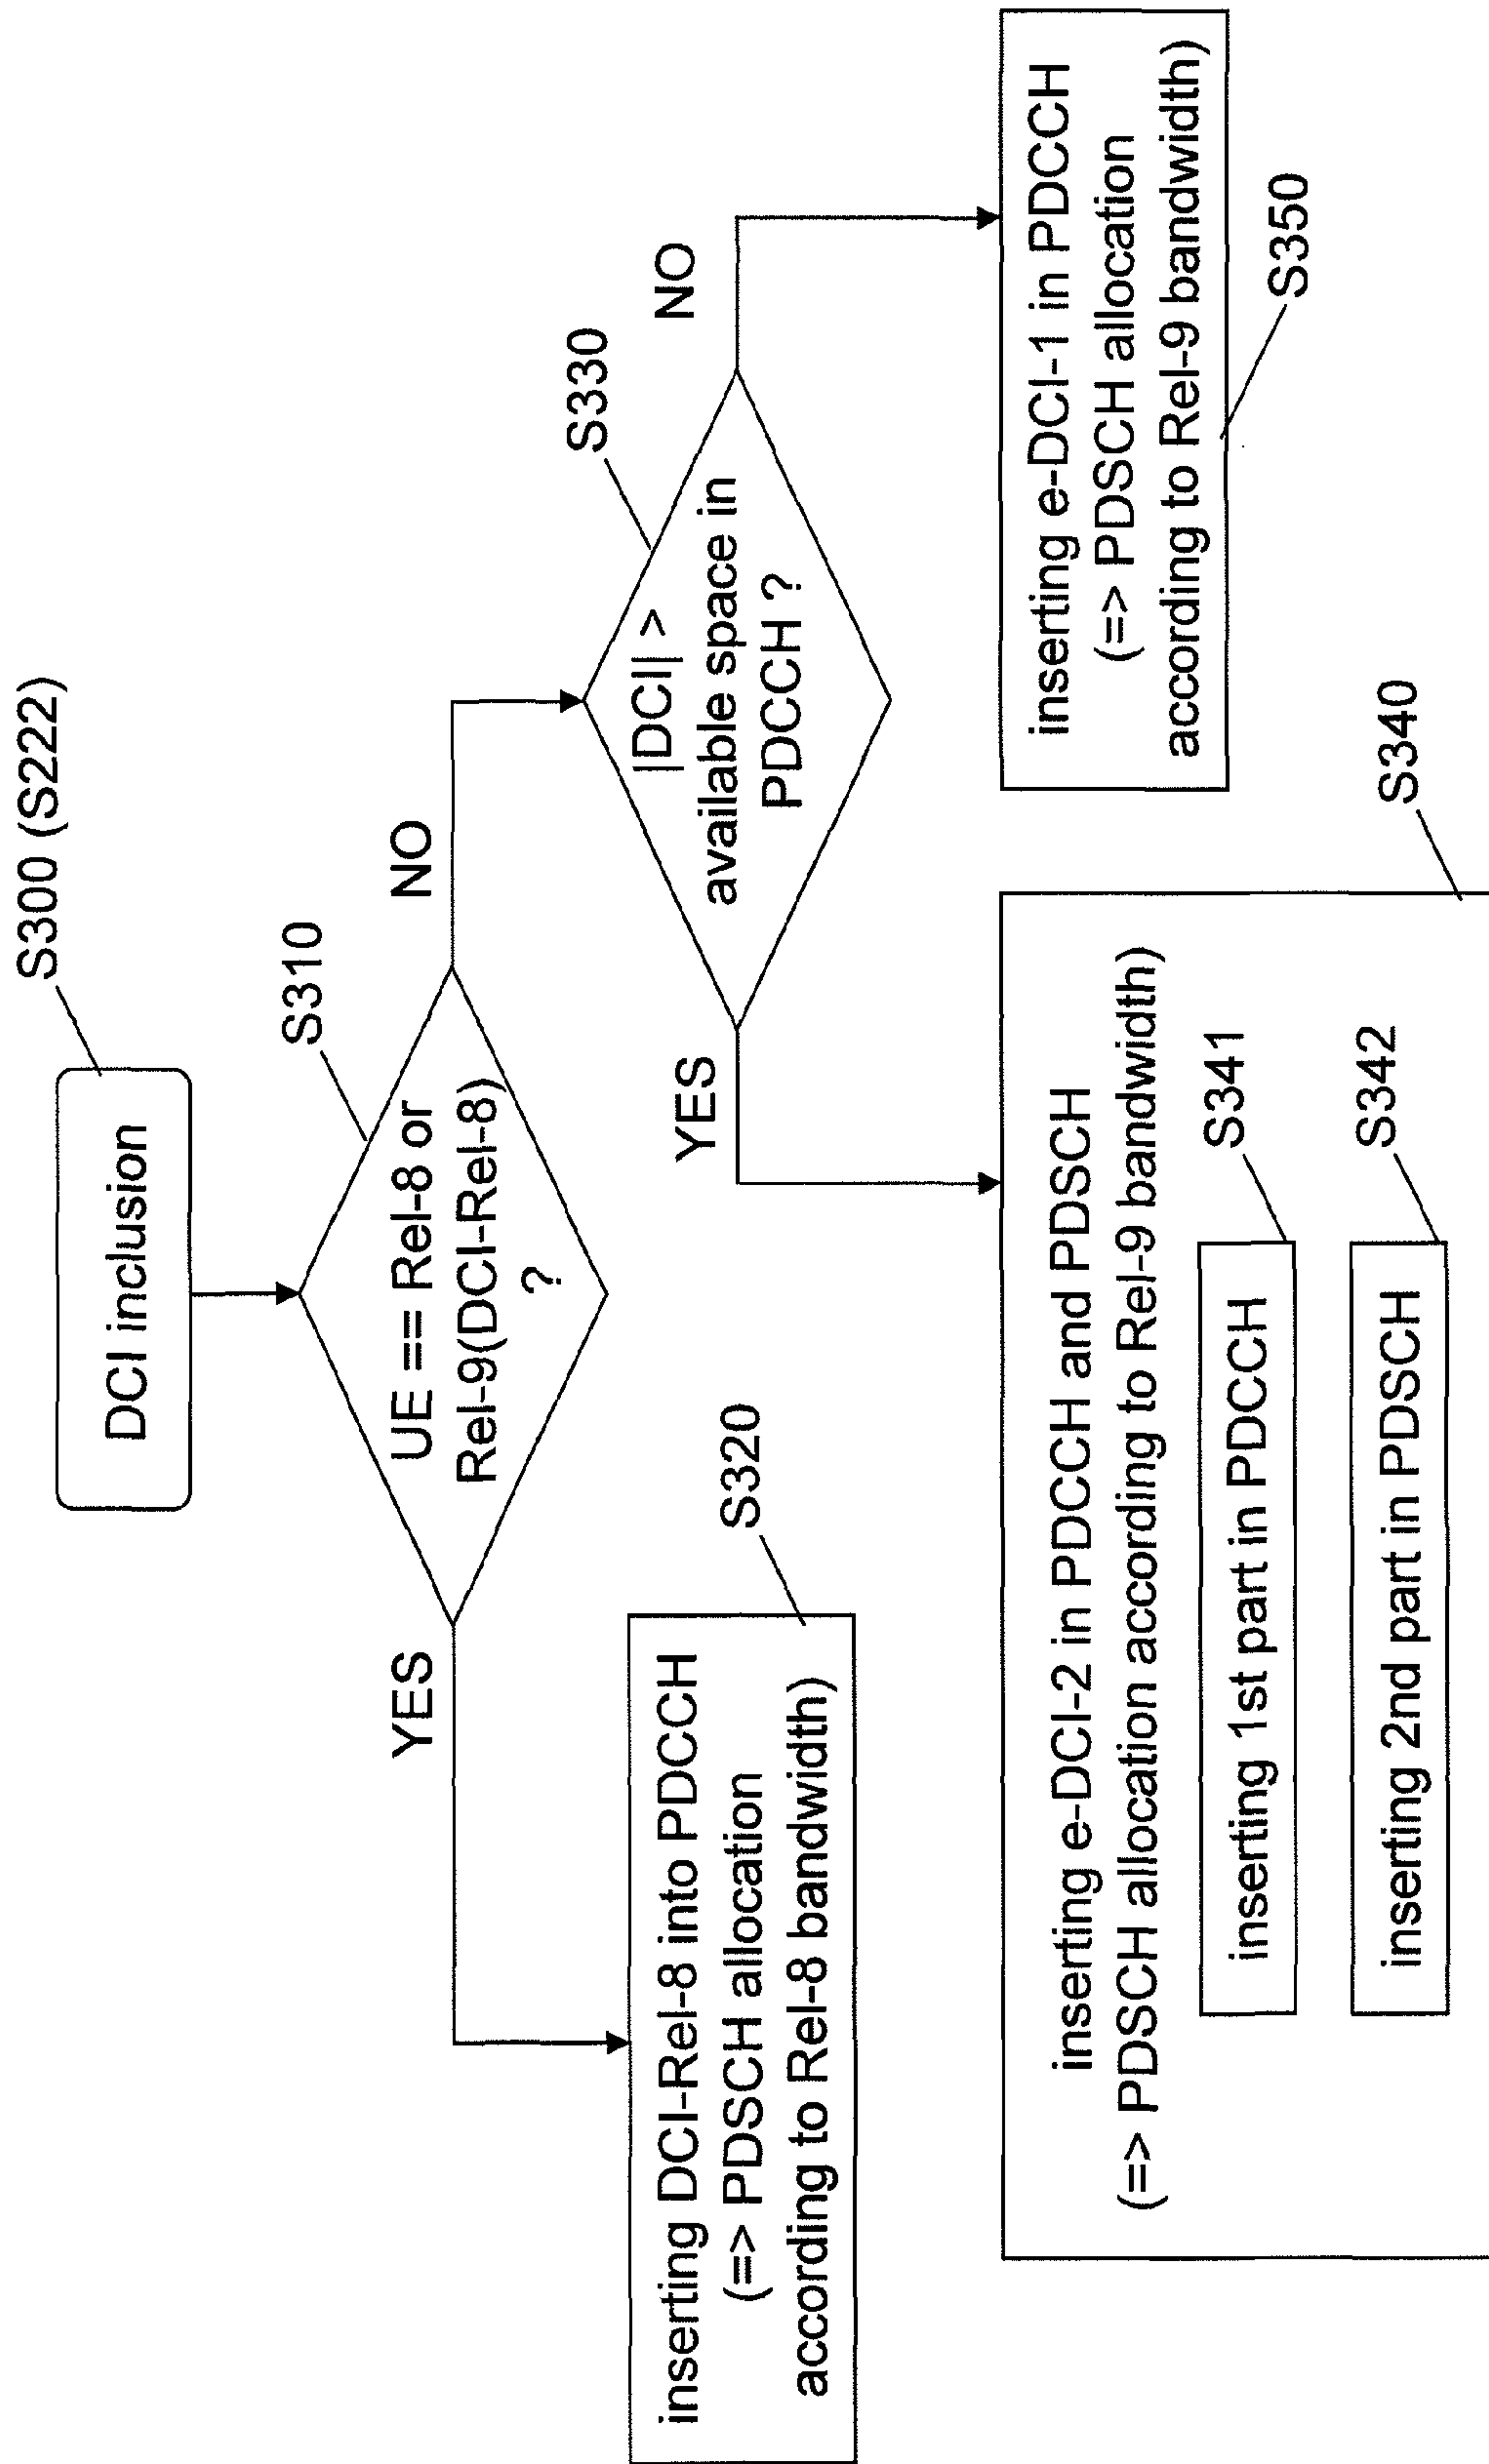 S300 (S222)
DCI inclusion
S310
UE == Rel-8 or
Rel-9(DCI-Rel-8)
?
YES
NO
S320
inserting DCI-Rel-8 into PDCCH
(=> PDSCH allocation
according to Rel-8 bandwidth)
S330
|DCI| >
available space in
PDCCH ?
YES
NO
inserting e-DCI-2 in PDCCH and PDSCH
(=> PDSCH allocation according to Rel-9 bandwidth)
S341
inserting 1st part in PDCCH
S342
inserting 2nd part in PDSCH
S340
inserting e-DCI-1 in PDCCH
(=> PDSCH allocation
according to Rel-9 bandwidth)
S350